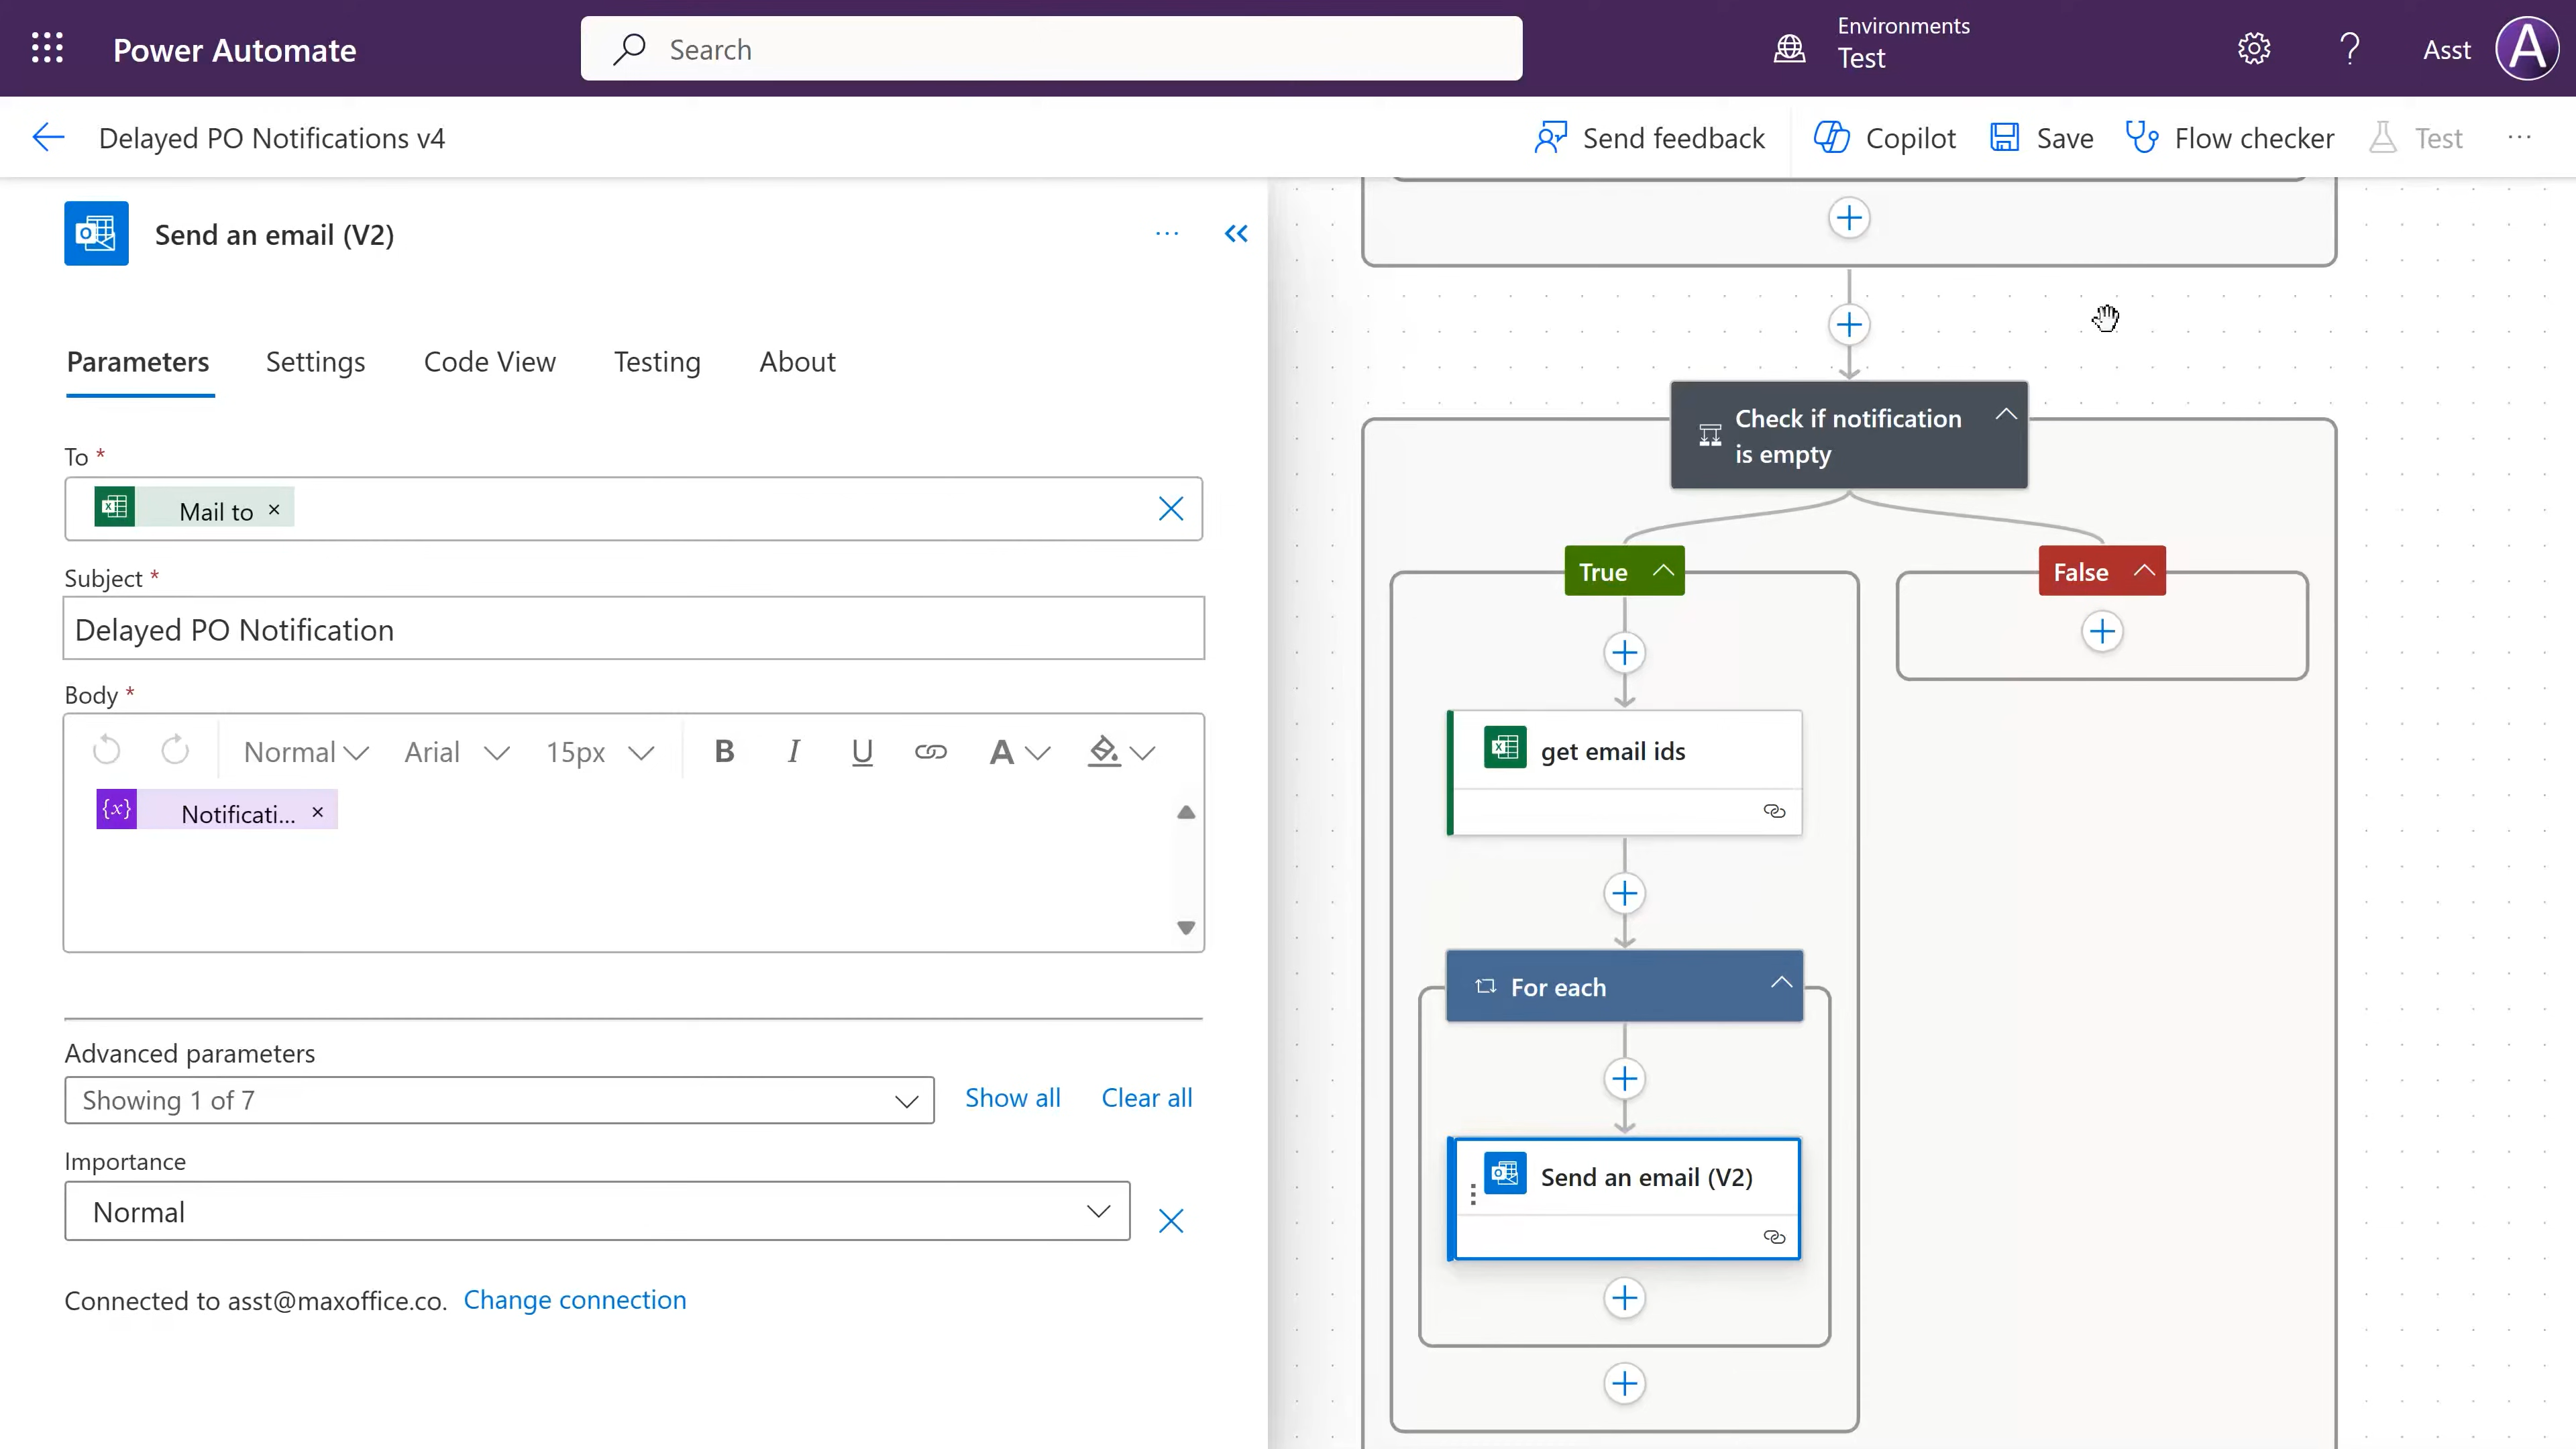 Power Automate
Search
Environments
Test
Asst
A
Delayed PO Notifications v4
Send feedback
Copilot
Save
Flow checker
Test
Send an email (V2)
Parameters
Settings
Code View
Testing
About
To *
Mail to
Subject *
Delayed PO Notification
Body *
Normal
Arial
15px
B
I
U
A
{x}
Notificati...
Advanced parameters
Showing 1 of 7
Show all
Clear all
Importance
Normal
Connected to asst@maxoffice.co. Change connection
Check if notification
is empty
True
False
get email ids
For each
Send an email (V2)